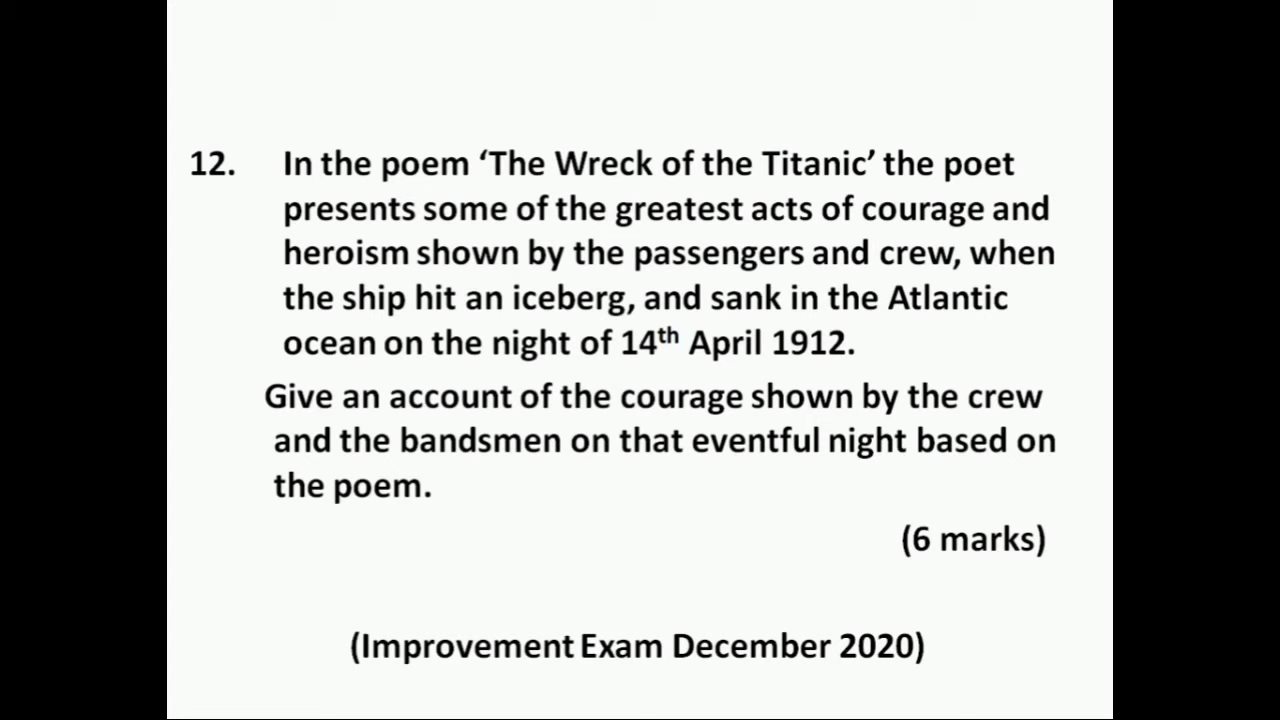 12. In the poem ‘The Wreck of the Titanic’ the poet
presents some of the greatest acts of courage and
heroism shown by the passengers and crew, when
the ship hit an iceberg, and sank in the Atlantic
ocean on the night of 14th April 1912.
Give an account of the courage shown by the crew
and the bandsmen on that eventful night based on
the poem.
(6 marks)
(Improvement Exam December 2020)